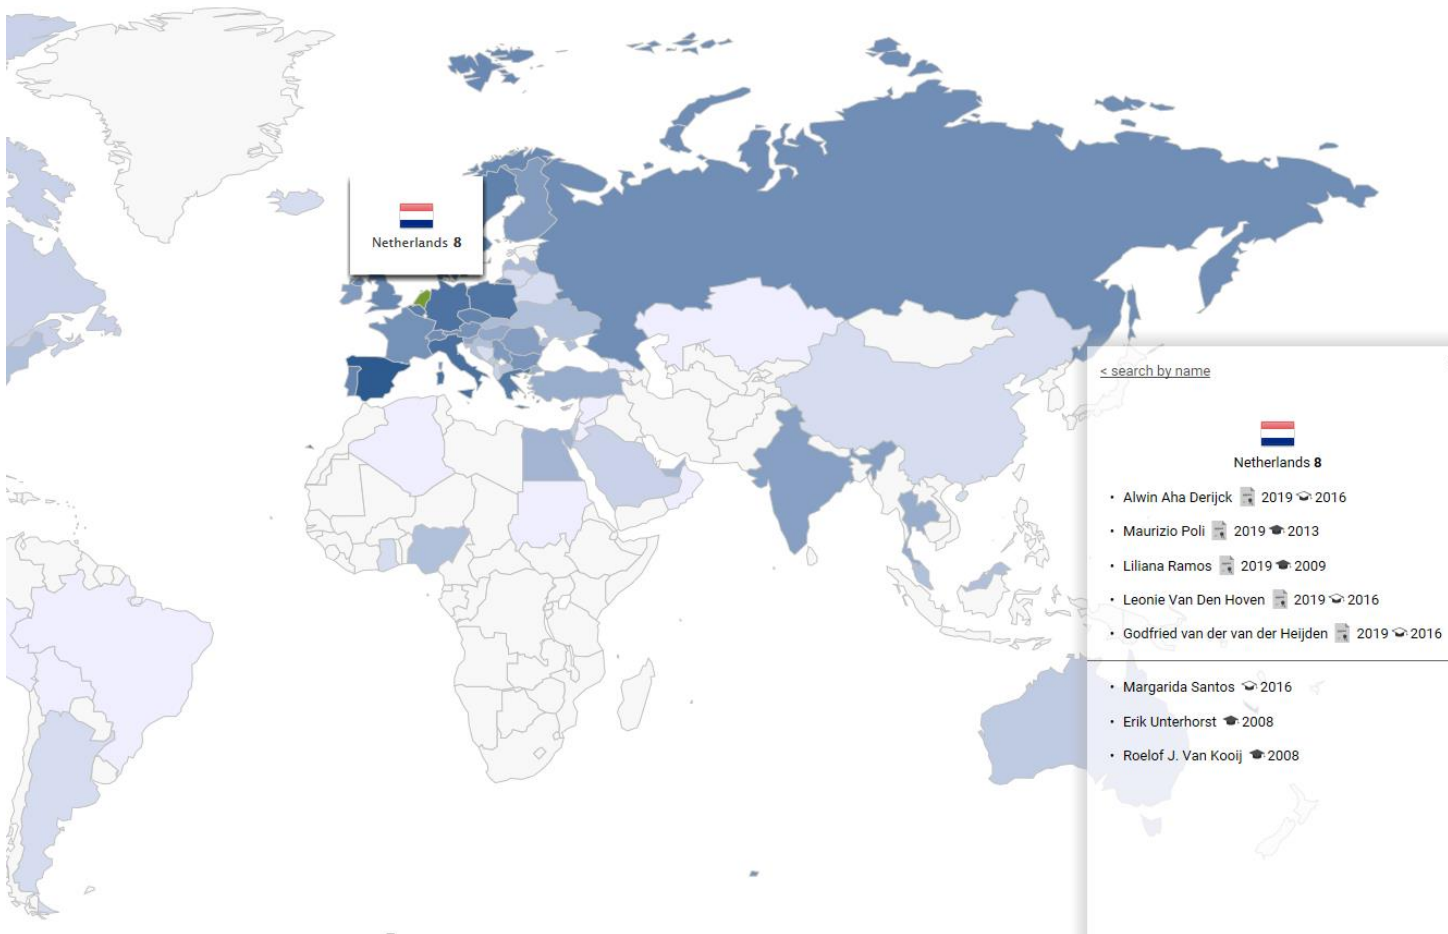 Netherlands 8
< search by name
Netherlands 8
• Alwin Aha Derijck 2019 2016
• Maurizio Poli 2019 2013
• Liliana Ramos 2019 2009
• Leonie Van Den Hoven 2019 2016
• Godfried van der van der Heijden 2019 2016
• Margarida Santos 2016
• Erik Unterhorst 2008
• Roelof J. Van Kooij 2008